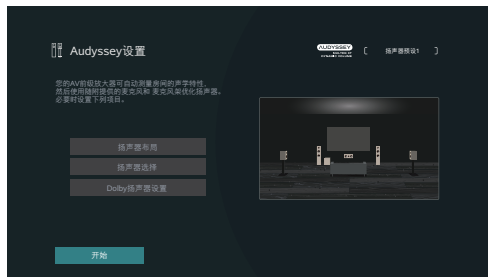 Audyssey设置
AUDYSSEY
[ 扬声器预设1 ]
您的AV前级放大器可自动测量房间的声学特性,
然后使用随附提供的麦克风和 麦克风架优化扬声器。
必要时设置下列项目。
扬声器布局
扬声器选择
Dolby扬声器设置
开始